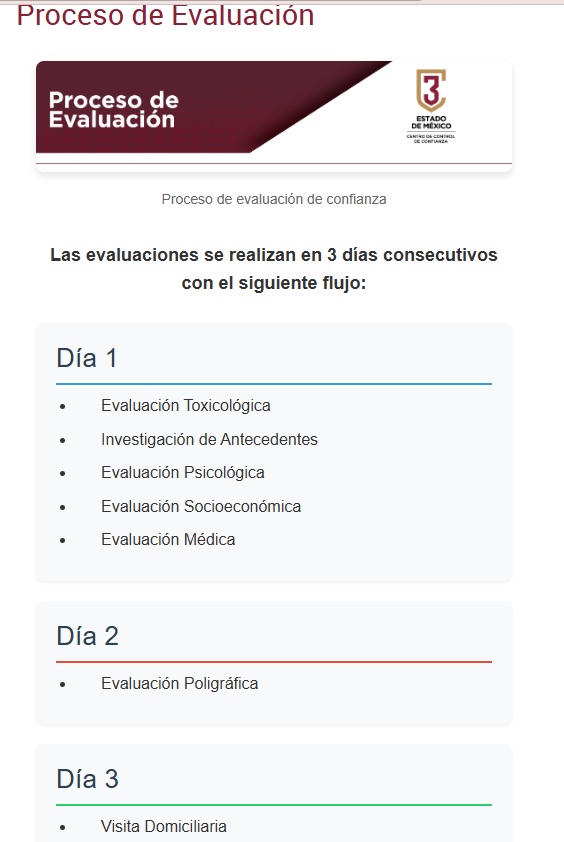 Proceso de Evaluación
Proceso de
Evaluación
3
ESTADO
DE MÉXICO
CENTRO DE CONTROL
DE CONFIANZA
Proceso de evaluación de confianza
Las evaluaciones se realizan en 3 días consecutivos
con el siguiente flujo:
Día 1
• Evaluación Toxicológica
• Investigación de Antecedentes
• Evaluación Psicológica
• Evaluación Socioeconómica
• Evaluación Médica
Día 2
• Evaluación Poligráfica
Día 3
• Visita Domiciliaria